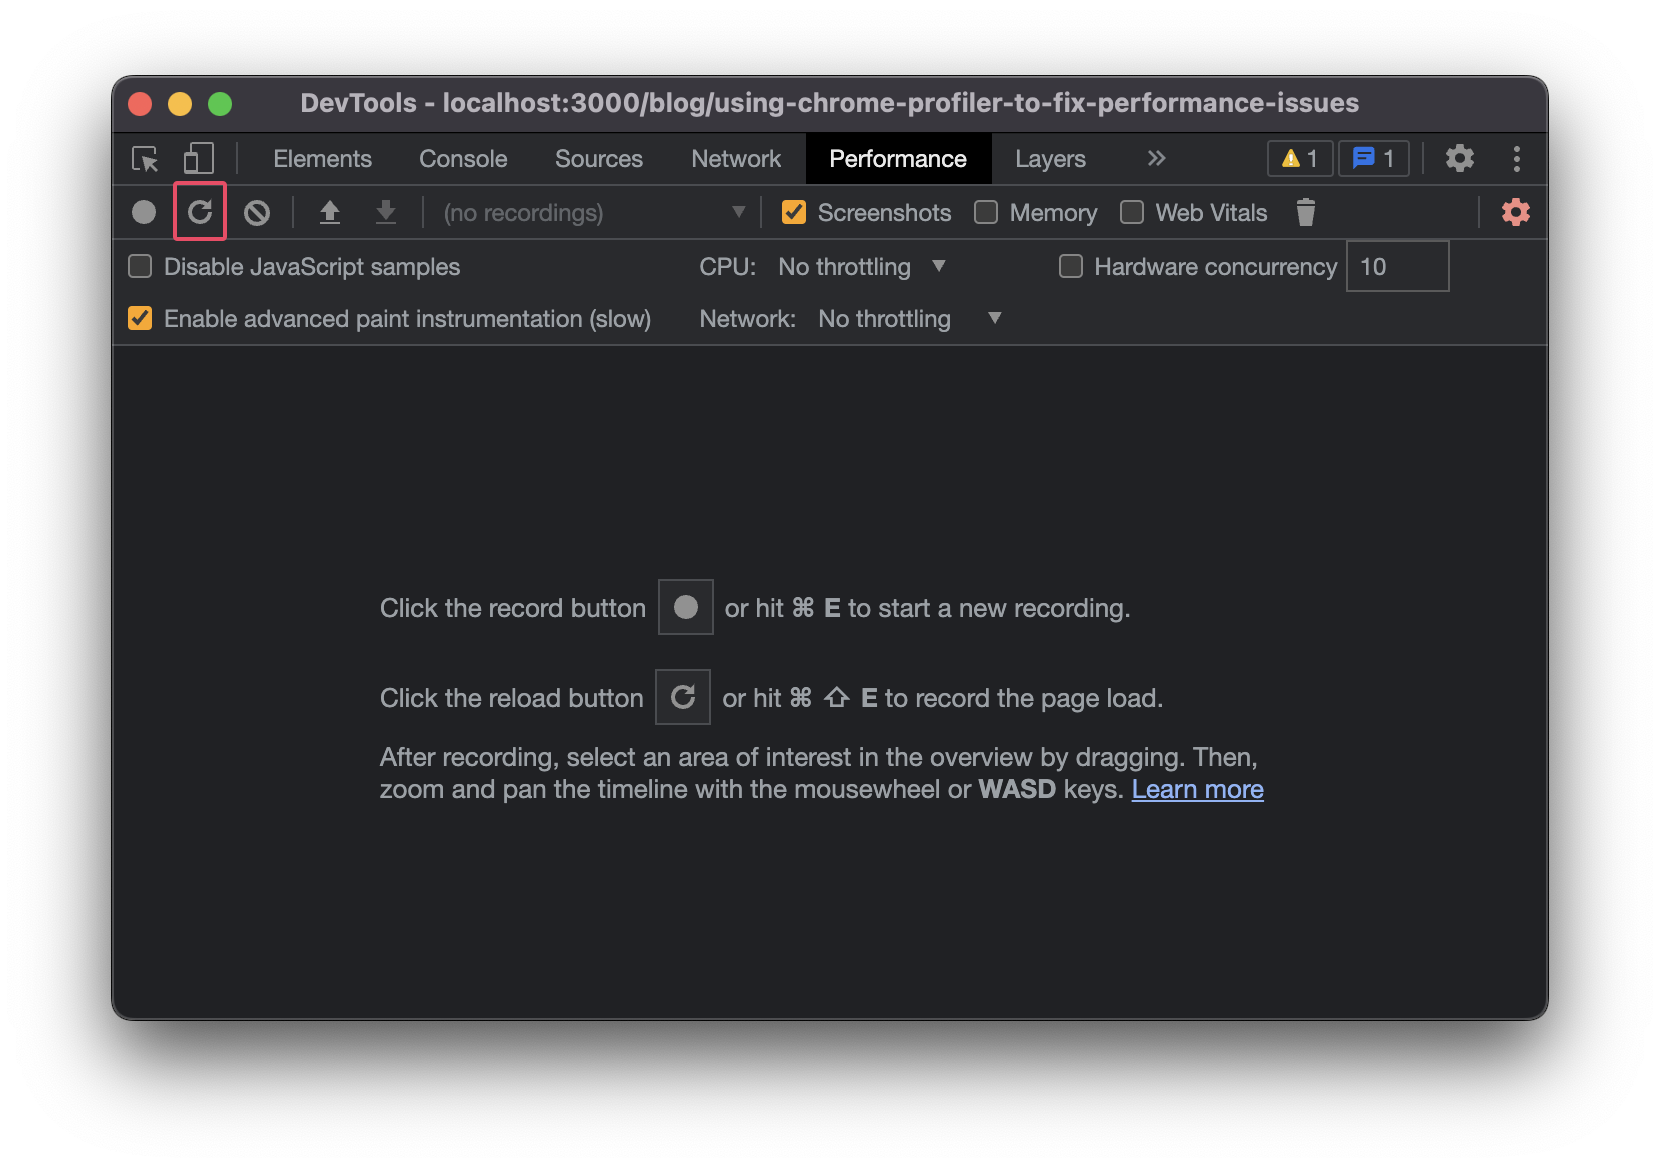 DevTools - localhost:3000/blog/using-chrome-profiler-to-fix-performance-issues
Elements Console Sources Network Performance Layers » 1 1
(no recordings) Screenshots Memory Web Vitals
Disable JavaScript samples CPU: No throttling Hardware concurrency 10
Enable advanced paint instrumentation (slow) Network: No throttling
Click the record button or hit ⌘ E to start a new recording.
Click the reload button or hit ⌘ ⇧ E to record the page load.
After recording, select an area of interest in the overview by dragging. Then,
zoom and pan the timeline with the mousewheel or WASD keys. Learn more